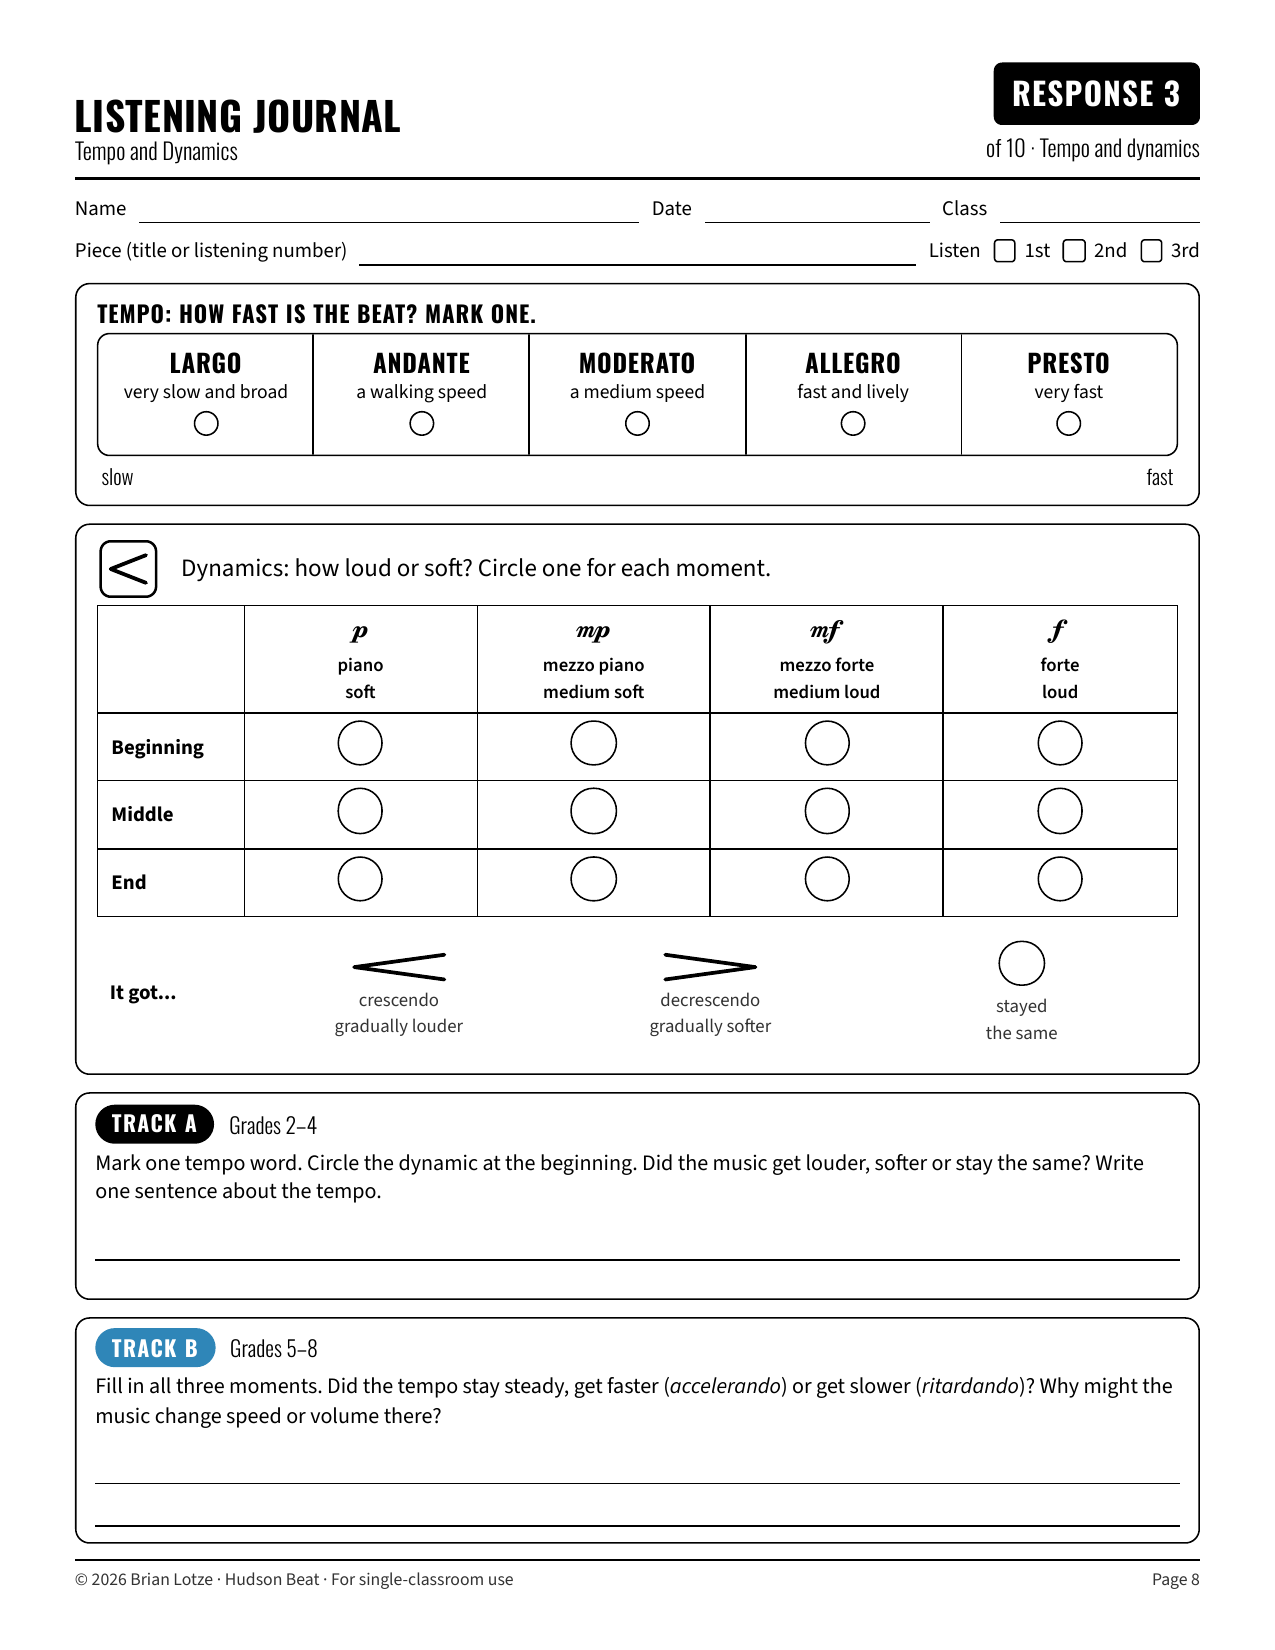 RESPONSE 3
LISTENING JOURNAL
Tempo and Dynamics
of 10 · Tempo and dynamics
Name Date Class
Piece (title or listening number) Listen 1st 2nd 3rd
TEMPO: HOW FAST IS THE BEAT? MARK ONE.
LARGO ANDANTE MODERATO ALLEGRO PRESTO
very slow and broad a walking speed a medium speed fast and lively very fast
slow fast
Dynamics: how loud or soft? Circle one for each moment.
p mp mf f
piano mezzo piano mezzo forte forte
soft medium soft medium loud loud
Beginning
Middle
End
It got...
crescendo decrescendo stayed
gradually louder gradually softer the same
TRACK A Grades 2–4
Mark one tempo word. Circle the dynamic at the beginning. Did the music get louder, softer or stay the same? Write
one sentence about the tempo.
TRACK B Grades 5–8
Fill in all three moments. Did the tempo stay steady, get faster (accelerando) or get slower (ritardando)? Why might the
music change speed or volume there?
© 2026 Brian Lotze · Hudson Beat · For single-classroom use Page 8